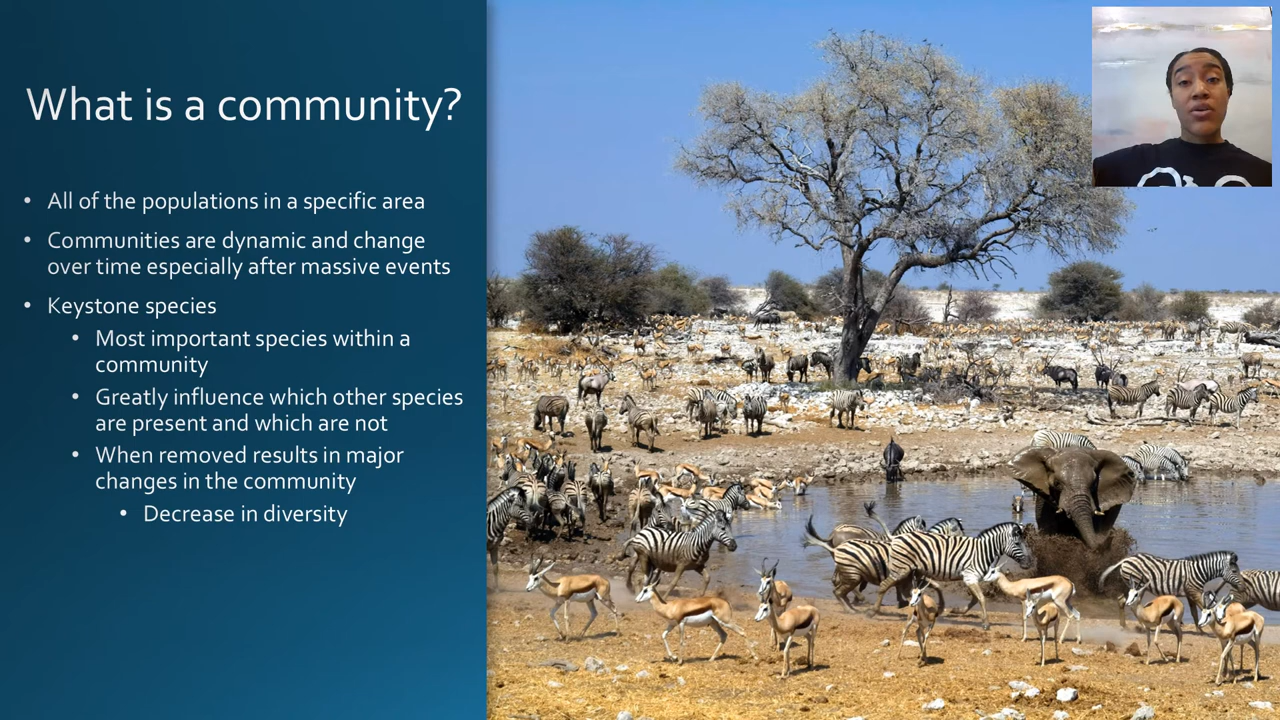 What is a community?
• All of the populations in a specific area
• Communities are dynamic and change
over time especially after massive events
• Keystone species
• Most important species within a
community
• Greatly influence which other species
are present and which are not
• When removed results in major
changes in the community
• Decrease in diversity